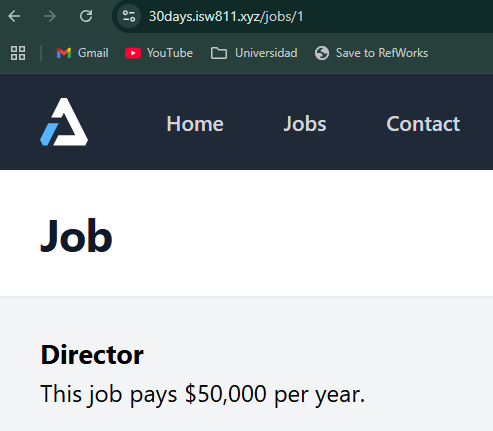 30days.isw811.xyz/jobs/1
Gmail YouTube Universidad Save to RefWorks
Home Jobs Contact
Job
Director
This job pays $50,000 per year.